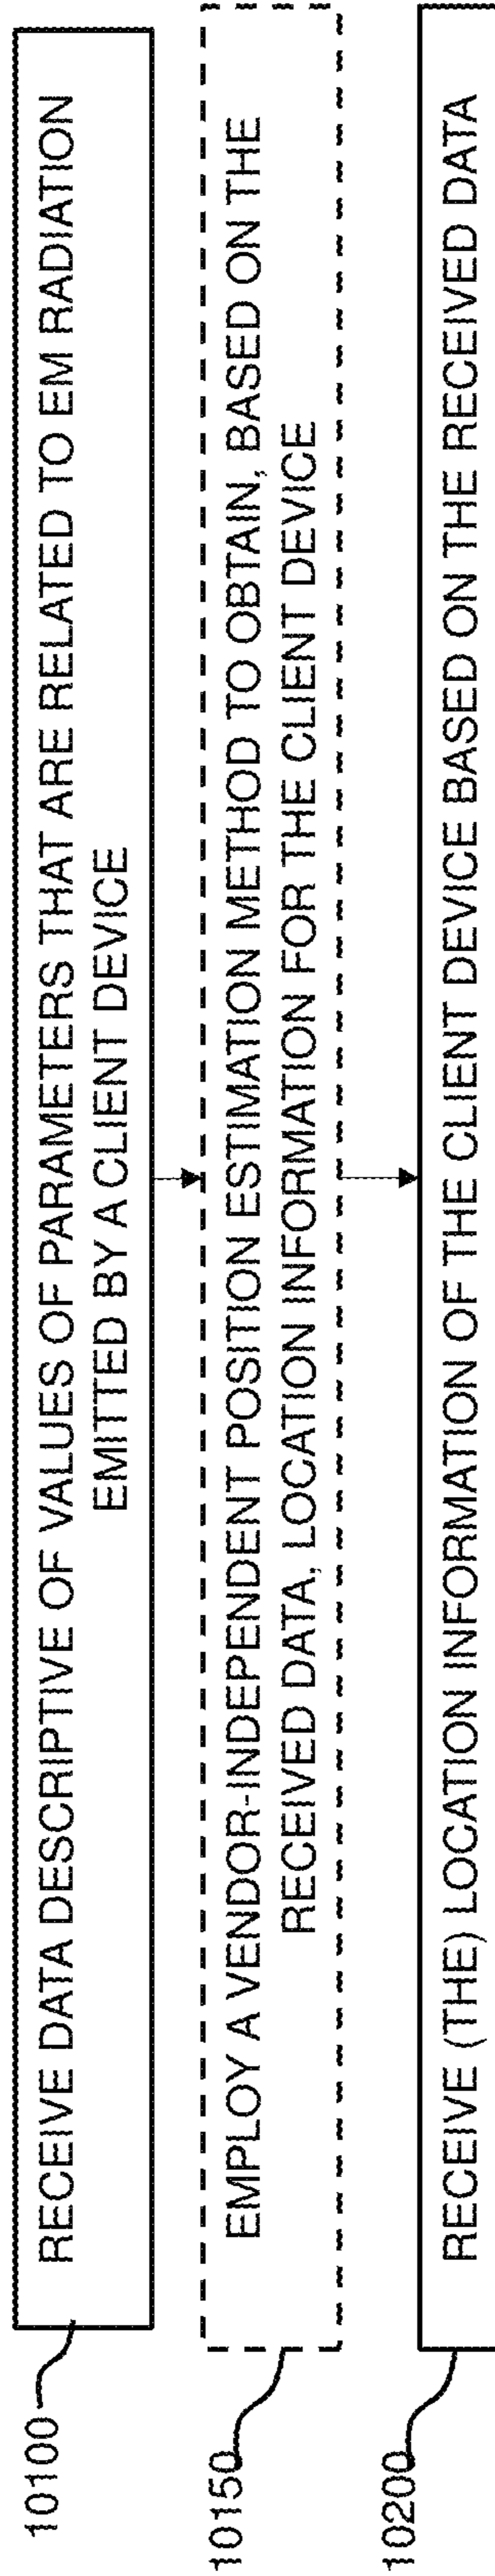 10100
RECEIVE DATA DESCRIPTIVE OF VALUES OF PARAMETERS THAT ARE RELATED TO EM RADIATION
EMITTED BY A CLIENT DEVICE
10150
EMPLOY A VENDOR-INDEPENDENT POSITION ESTIMATION METHOD TO OBTAIN, BASED ON THE
RECEIVED DATA, LOCATION INFORMATION FOR THE CLIENT DEVICE
10200
RECEIVE (THE) LOCATION INFORMATION OF THE CLIENT DEVICE BASED ON THE RECEIVED DATA